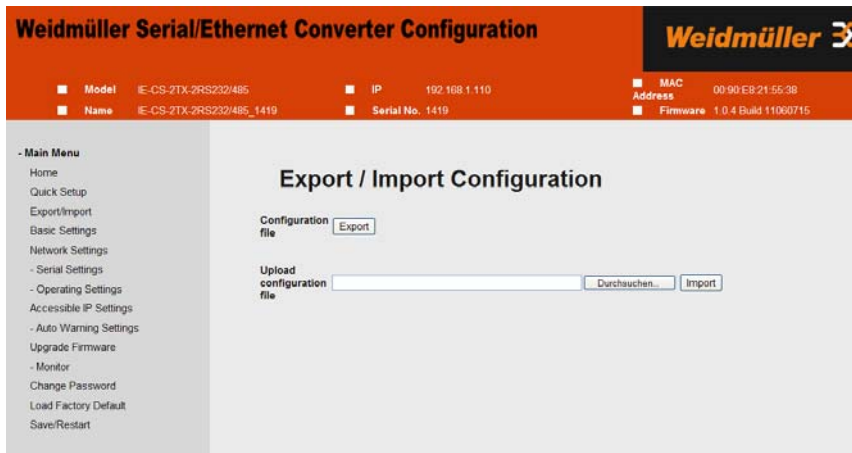 Weidmüller Serial/Ethernet Converter Configuration
Weidmüller
Model IE-CS-2TX-2RS232/485 IP 192.168.1.110 MAC Address 00:90:E8:21:55:38
Name IE-CS-2TX-2RS232/485_1419 Serial No. 1419 Firmware 1.0.4 Build 11060715
- Main Menu
Home
Quick Setup
Export/Import
Basic Settings
Network Settings
- Serial Settings
- Operating Settings
Accessible IP Settings
- Auto Warning Settings
Upgrade Firmware
- Monitor
Change Password
Load Factory Default
Save/Restart
Export / Import Configuration
Configuration
file
Export
Upload
configuration
file
Durchsuchen... Import